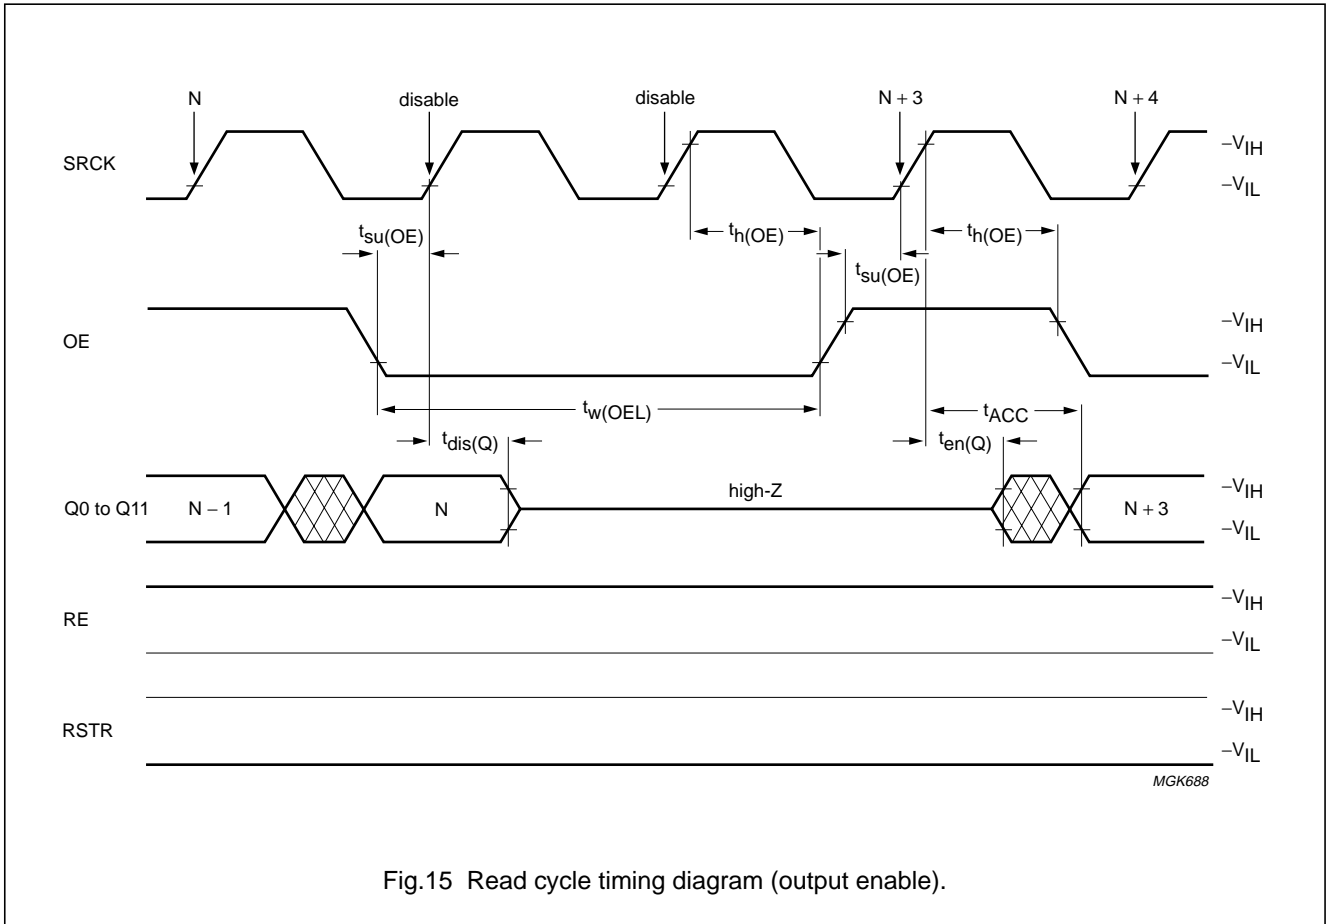 N disable disable N + 3 N + 4
SRCK
–VIH
–VIL
tsu(OE) th(OE) th(OE)
tsu(OE)
OE
–VIH
–VIL
tw(OEL) tACC
tdis(Q) ten(Q)
Q0 to Q11 N – 1 N high-Z N + 3
–VIH
–VIL
RE
–VIH
–VIL
RSTR
–VIH
–VIL
MGK688
Fig.15 Read cycle timing diagram (output enable).